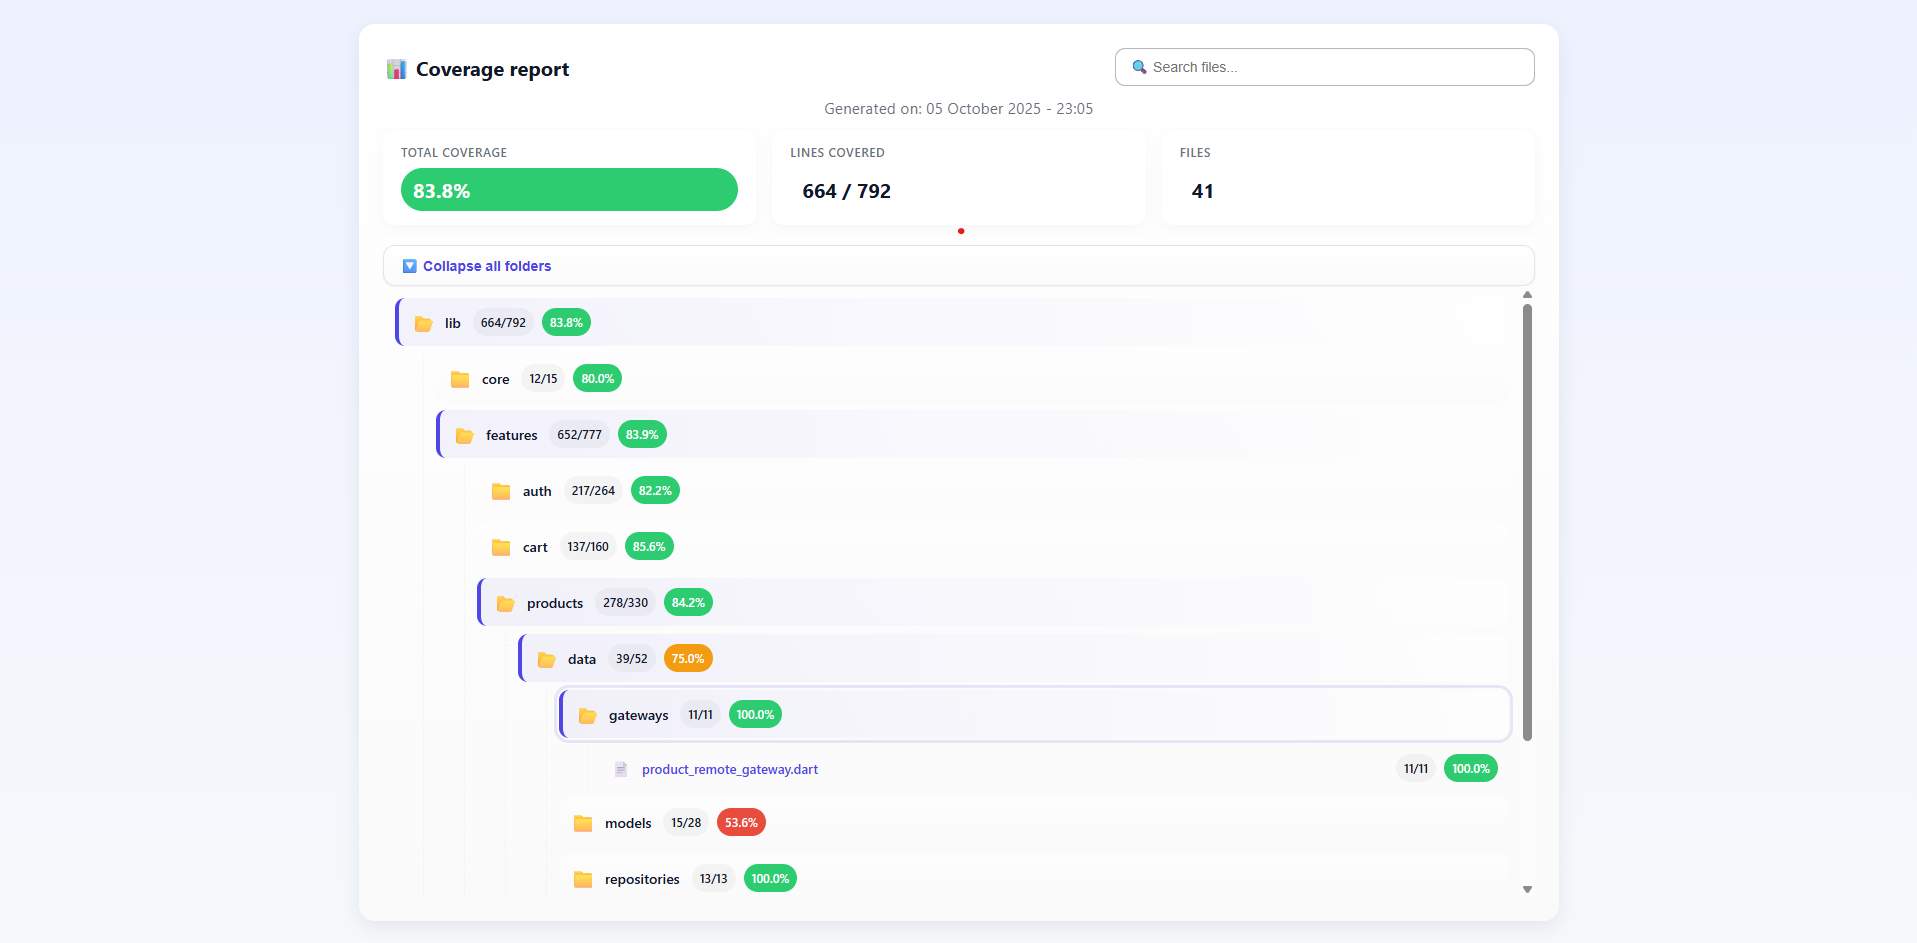 Coverage report
Search files...
Generated on: 05 October 2025 - 23:05
TOTAL COVERAGE
83.8%
LINES COVERED
664 / 792
FILES
41
Collapse all folders
lib 664/792 83.8%
core 12/15 80.0%
features 652/777 83.9%
auth 217/264 82.2%
cart 137/160 85.6%
products 278/330 84.2%
data 39/52 75.0%
gateways 11/11 100.0%
product_remote_gateway.dart 11/11 100.0%
models 15/28 53.6%
repositories 13/13 100.0%